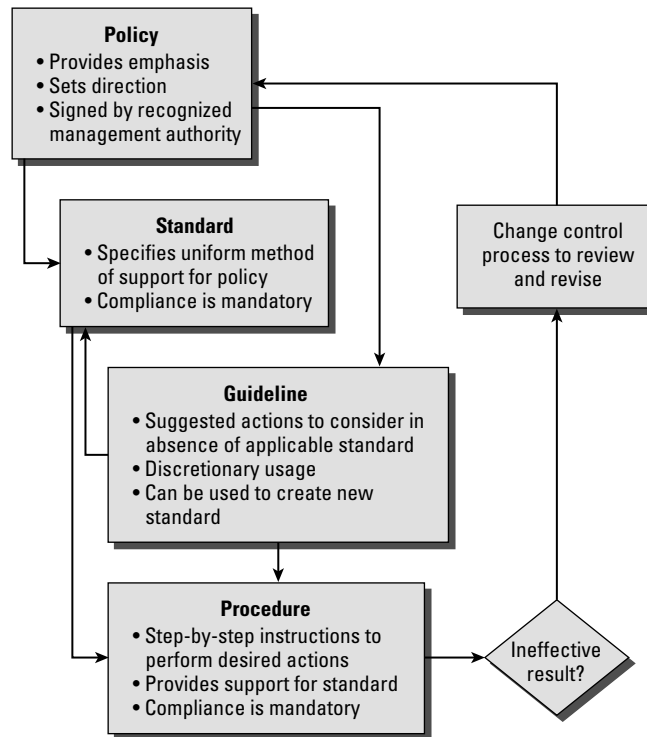 Policy
• Provides emphasis
• Sets direction
• Signed by recognized
management authority
Standard
• Specifies uniform method
of support for policy
• Compliance is mandatory
Change control
process to review
and revise
Guideline
• Suggested actions to consider in
absence of applicable standard
• Discretionary usage
• Can be used to create new
standard
Procedure
• Step-by-step instructions to
perform desired actions
• Provides support for standard
• Compliance is mandatory
Ineffective
result?